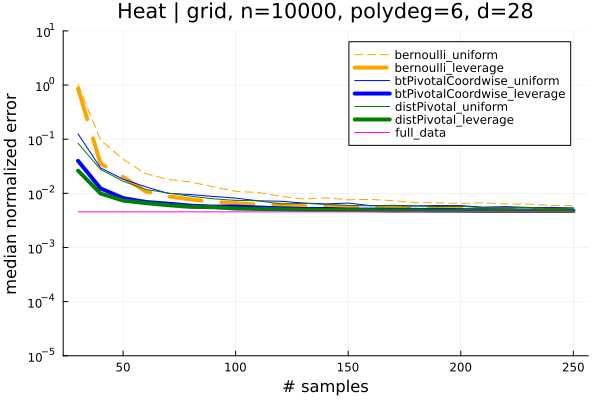 Heat | grid, n=10000, polydeg=6, d=28
10^1
10^0
10^-1
10^-2
10^-3
10^-4
10^-5
median normalized error
bernoulli_uniform
bernoulli_leverage
btPivotalCoordwise_uniform
btPivotalCoordwise_leverage
distPivotal_uniform
distPivotal_leverage
full_data
50 100 150 200 250
# samples